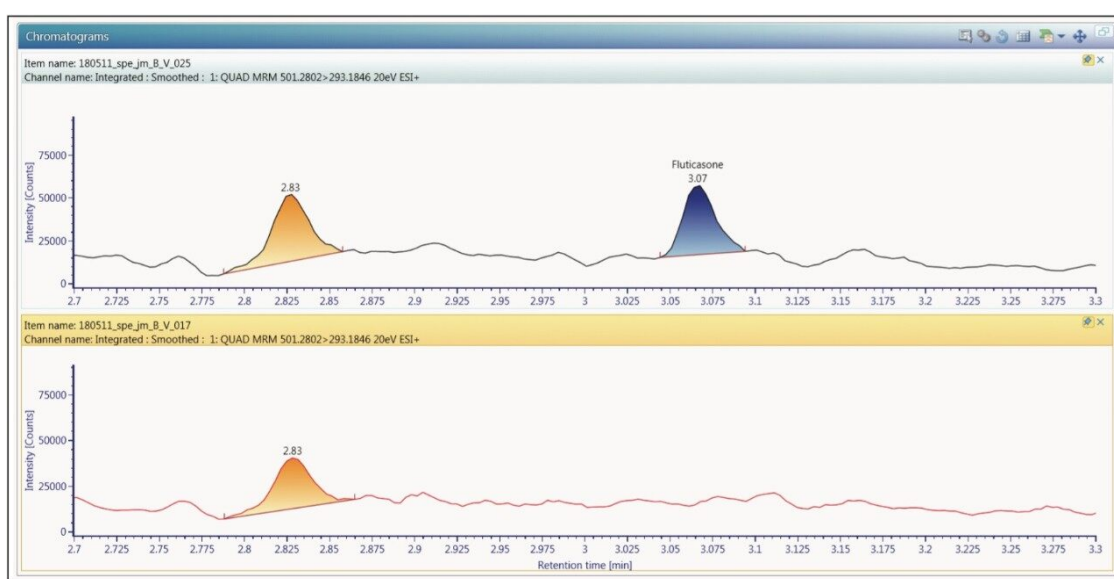 Chromatograms
Item name: 180511_spe_jm_B_V_025
Channel name: Integrated : Smoothed : 1: QUAD MRM 501.2802>293.1846 20eV ESI+
Intensity [Counts]
75000
50000
25000
0
2.83
Fluticasone
3.07
2.7 2.725 2.75 2.775 2.8 2.825 2.85 2.875 2.9 2.925 2.95 2.975 3 3.025 3.05 3.075 3.1 3.125 3.15 3.175 3.2 3.225 3.25 3.275 3.3
Item name: 180511_spe_jm_B_V_017
Channel name: Integrated : Smoothed : 1: QUAD MRM 501.2802>293.1846 20eV ESI+
Intensity [Counts]
75000
50000
25000
0
2.83
2.7 2.725 2.75 2.775 2.8 2.825 2.85 2.875 2.9 2.925 2.95 2.975 3 3.025 3.05 3.075 3.1 3.125 3.15 3.175 3.2 3.225 3.25 3.275 3.3
Retention time [min]